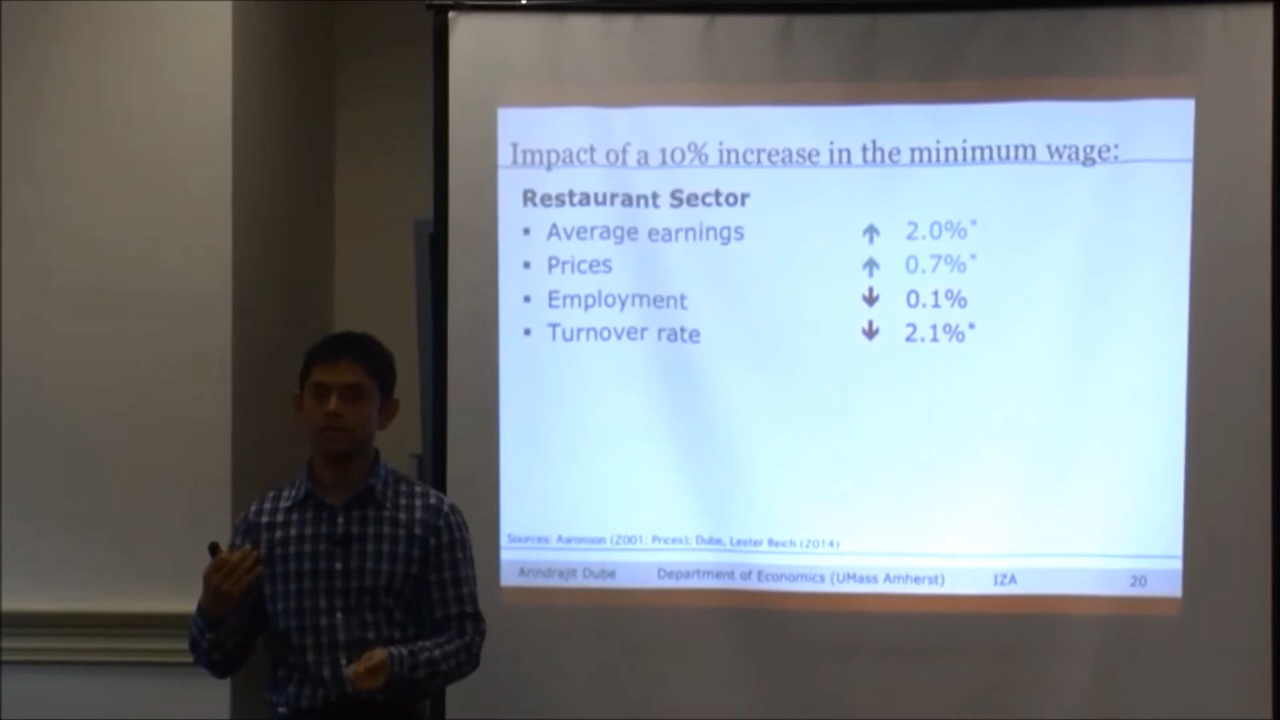 Impact of a 10% increase in the minimum wage:
Restaurant Sector
▪ Average earnings ↑ 2.0%*
▪ Prices ↑ 0.7%*
▪ Employment ↓ 0.1%
▪ Turnover rate ↓ 2.1%*
Sources: Aaronson (2001: Prices); Dube, Lester Reich (2014)
Arindrajit Dube Department of Economics (UMass Amherst) IZA 20